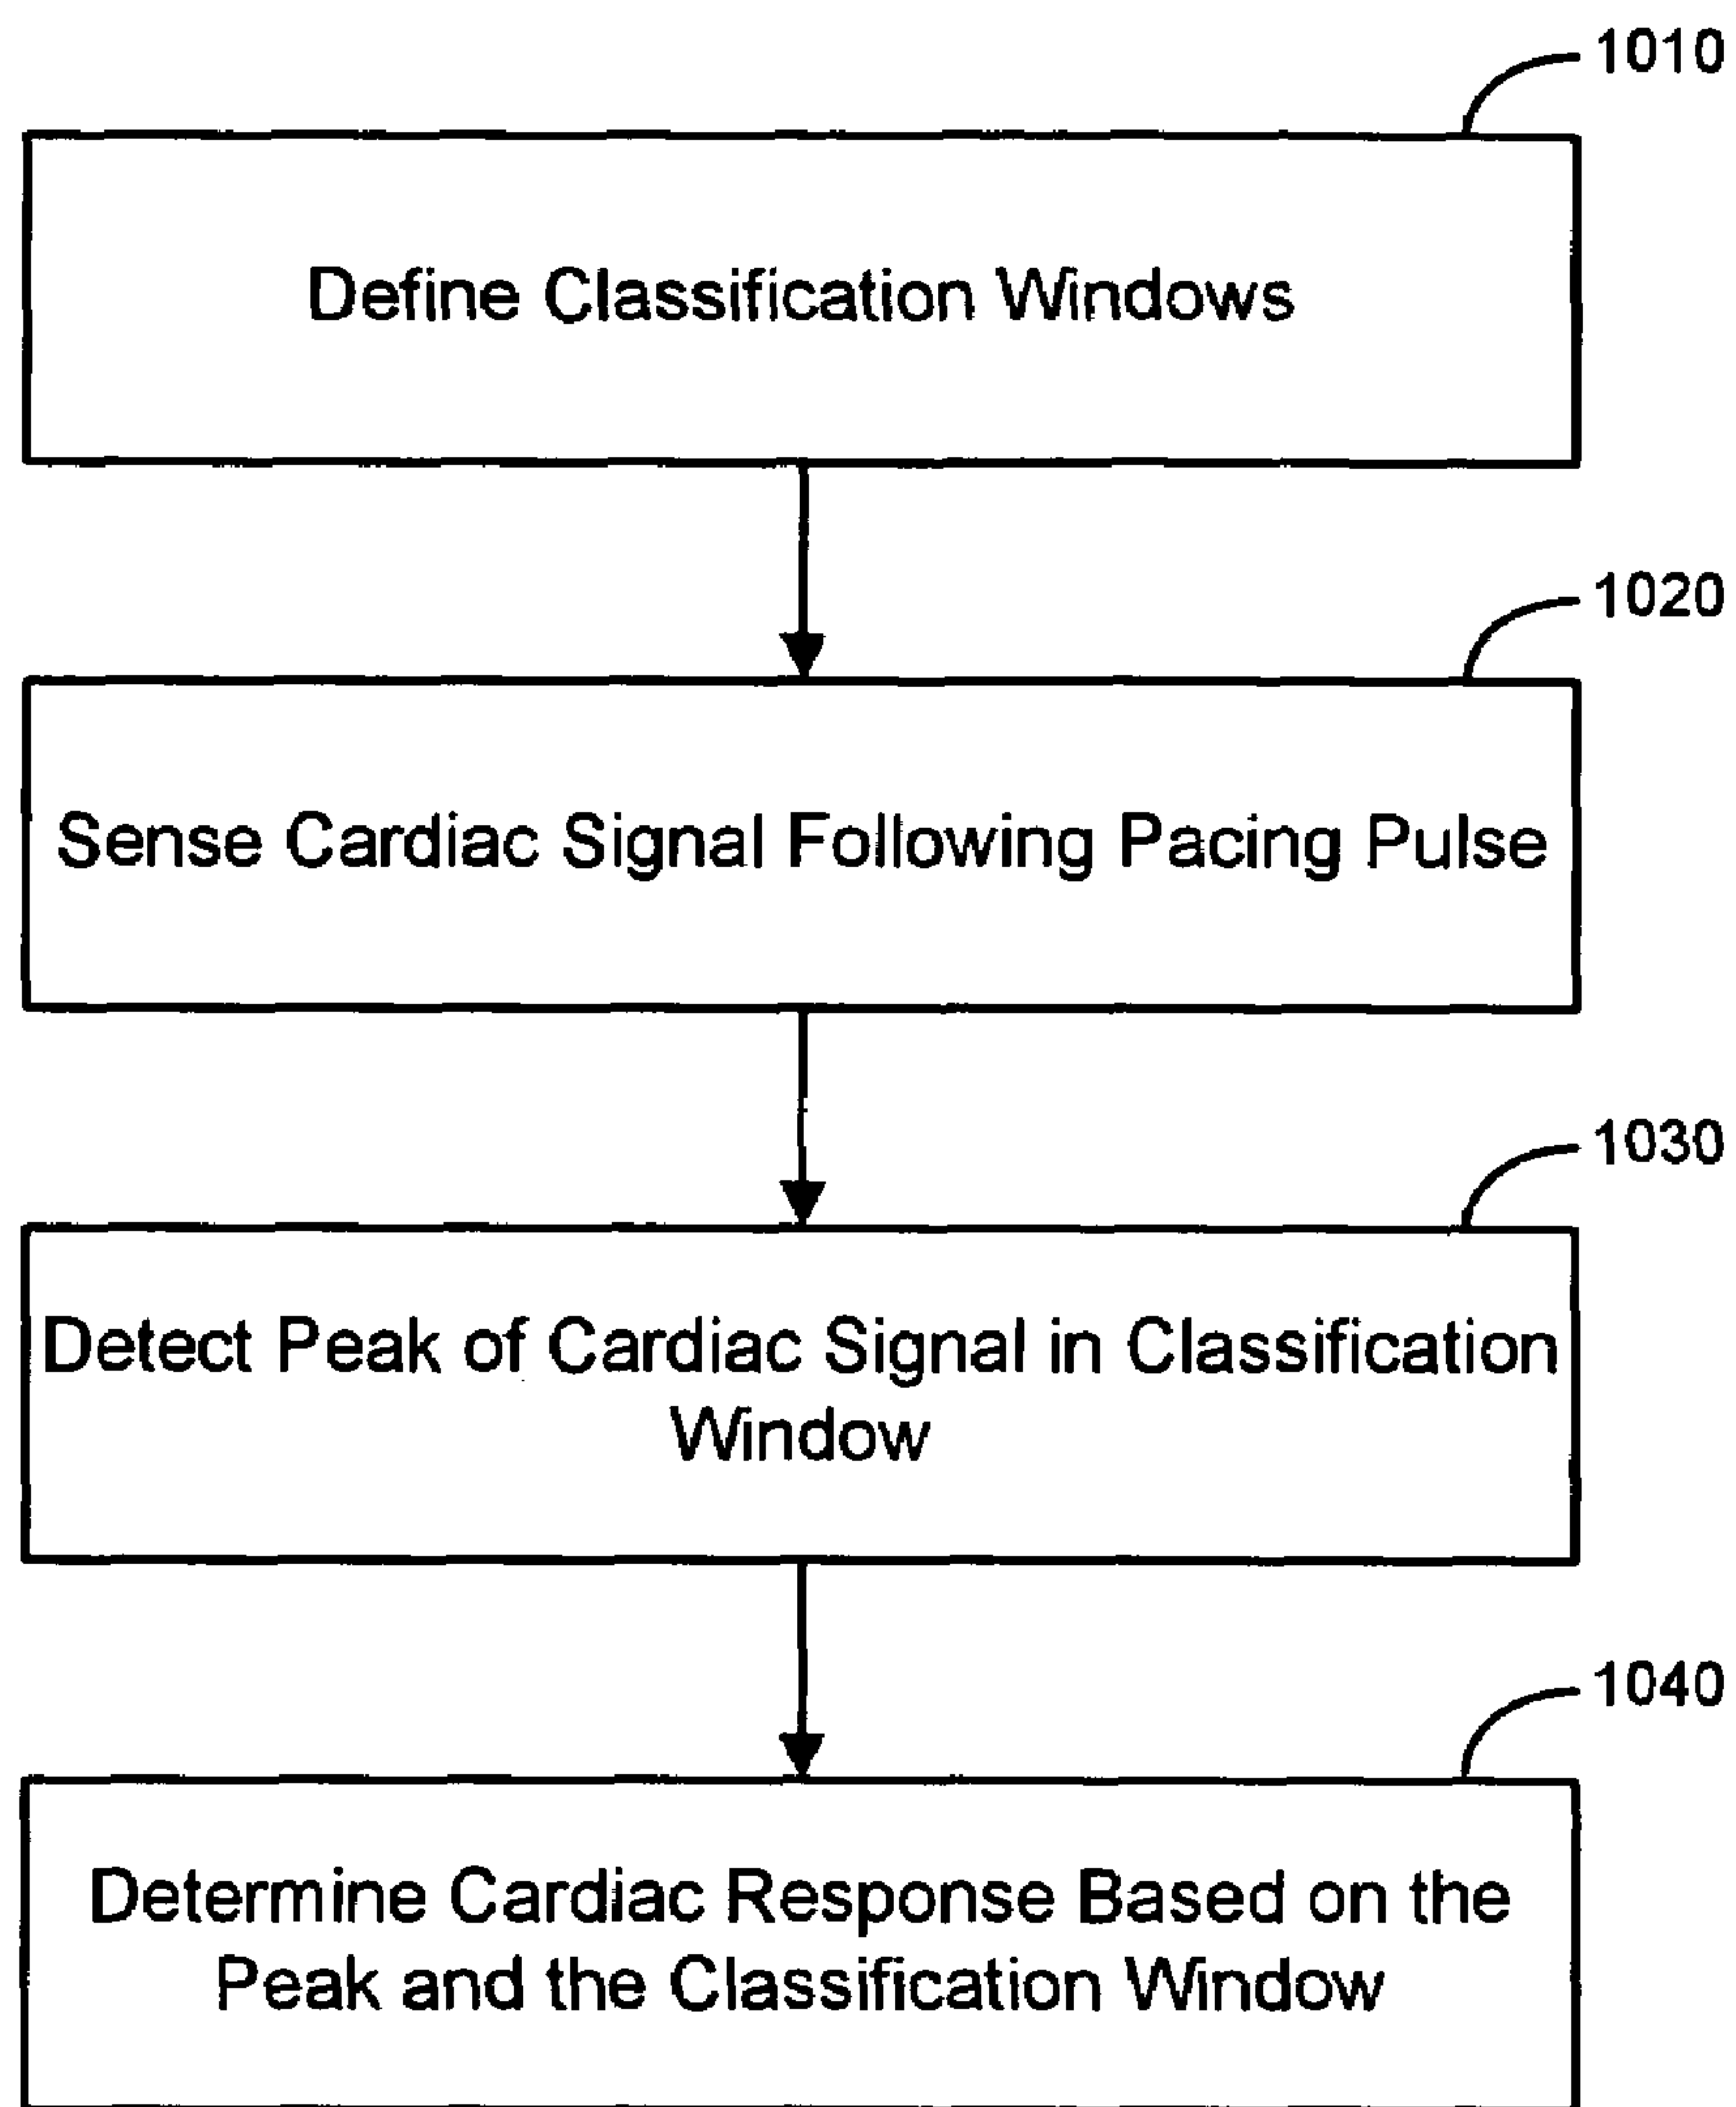 1010
Define Classification Windows
1020
Sense Cardiac Signal Following Pacing Pulse
1030
Detect Peak of Cardiac Signal in Classification
Window
1040
Determine Cardiac Response Based on the
Peak and the Classification Window